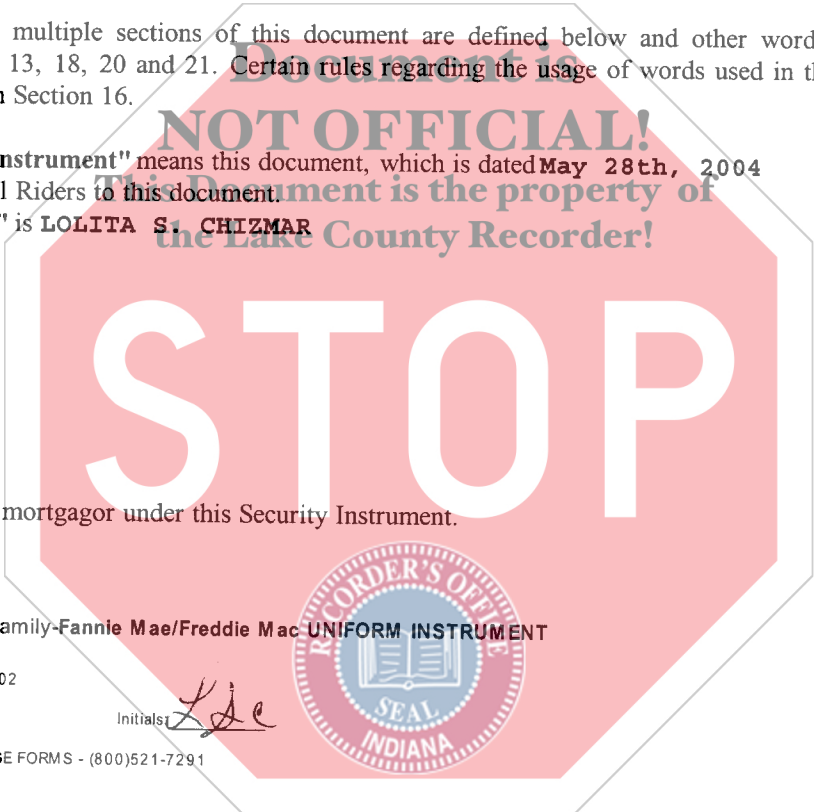 multiple sections of this document are defined below and other word
13, 18, 20 and 21. Certain rules regarding the usage of words used in th
Section 16.
Document is
NOT OFFICIAL!
This Document is the property of
the Lake County Recorder!
nstrument" means this document, which is dated May 28th, 2004
l Riders to this document.
" is LOLITA S. CHIZMAR
STOP
mortgagor under this Security Instrument.
amily-Fannie Mae/Freddie Mac UNIFORM INSTRUMENT
02
Initials: LSC
GE FORMS - (800)521-7291
RECORDER'S OFFICE
SEAL
INDIANA